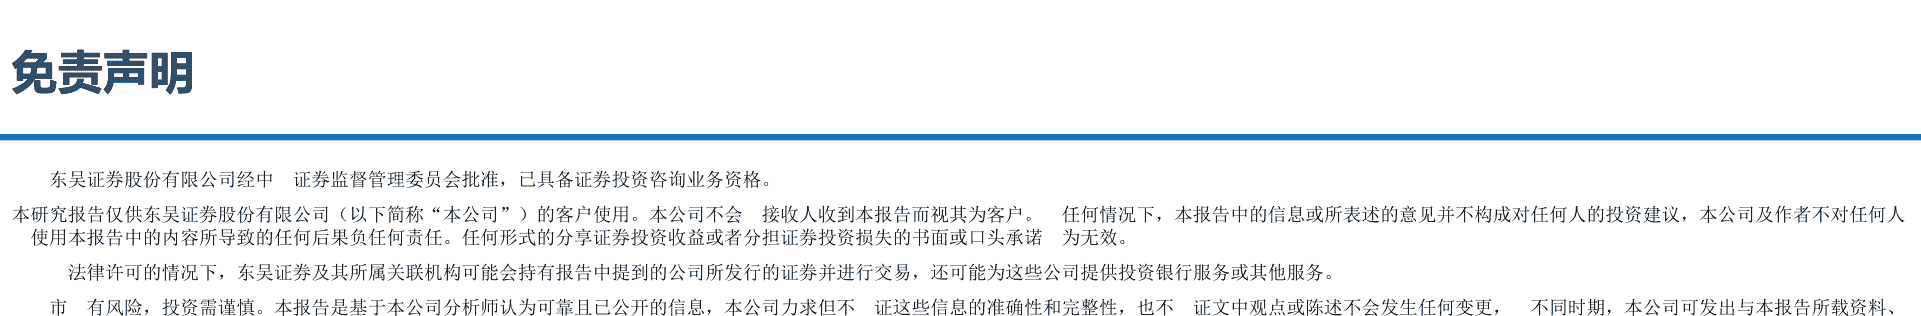 免责声明
东吴证券股份有限公司经中 证券监督管理委员会批准，已具备证券投资咨询业务资格。
本研究报告仅供东吴证券股份有限公司（以下简称“本公司”）的客户使用。本公司不会 接收人收到本报告而视其为客户。 任何情况下，本报告中的信息或所表述的意见并不构成对任何人的投资建议，本公司及作者不对任何人
使用本报告中的内容所导致的任何后果负任何责任。任何形式的分享证券投资收益或者分担证券投资损失的书面或口头承诺 为无效。
法律许可的情况下，东吴证券及其所属关联机构可能会持有报告中提到的公司所发行的证券并进行交易，还可能为这些公司提供投资银行服务或其他服务。
市 有风险，投资需谨慎。本报告是基于本公司分析师认为可靠且已公开的信息，本公司力求但不 证这些信息的准确性和完整性，也不 证文中观点或陈述不会发生任何变更， 不同时期，本公司可发出与本报告所载资料、